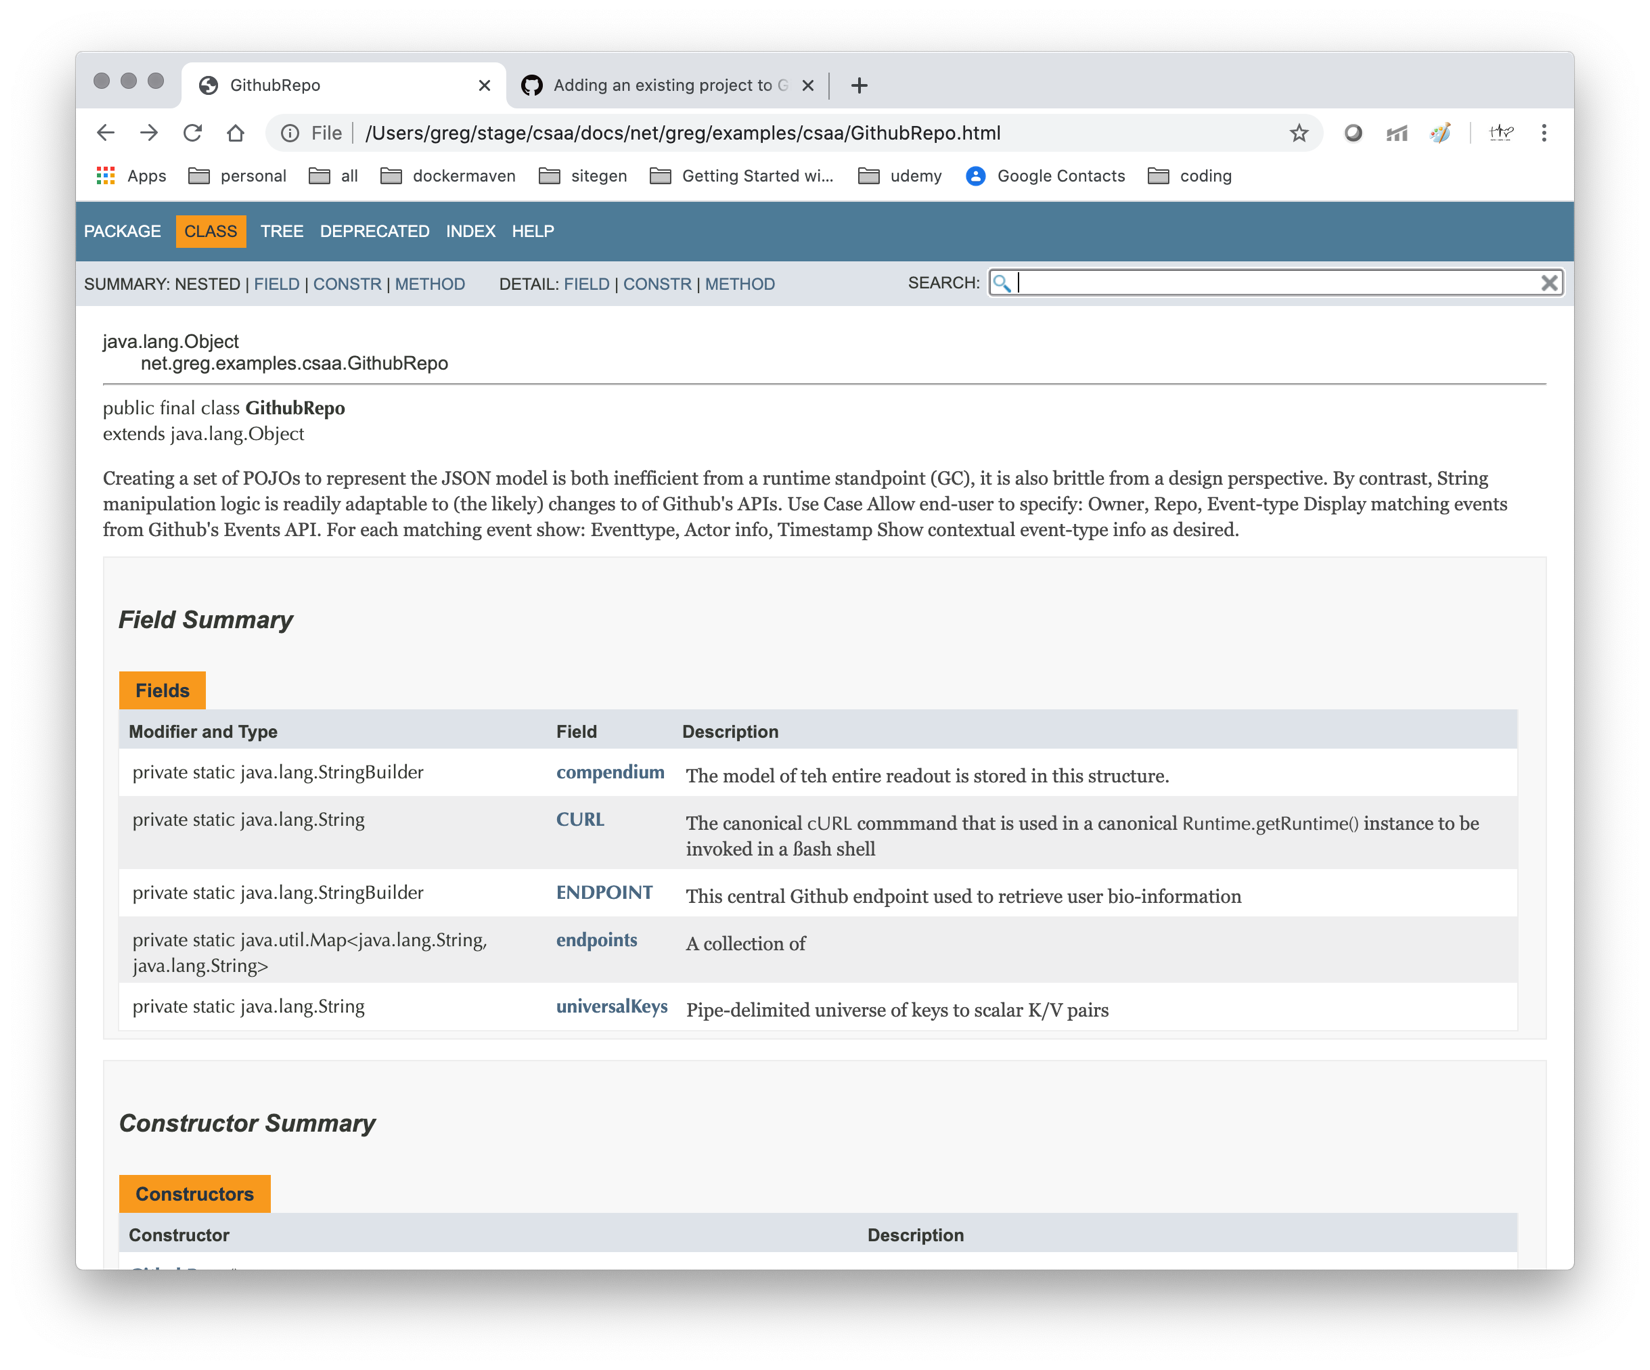 GithubRepo
Adding an existing project to G
File
/Users/greg/stage/csaa/docs/net/greg/examples/csaa/GithubRepo.html
Apps personal all dockermaven sitegen Getting Started wi... udemy Google Contacts coding
PACKAGE CLASS TREE DEPRECATED INDEX HELP
SUMMARY: NESTED | FIELD | CONSTR | METHOD DETAIL: FIELD | CONSTR | METHOD SEARCH:
java.lang.Object
net.greg.examples.csaa.GithubRepo
public final class GithubRepo
extends java.lang.Object
Creating a set of POJOs to represent the JSON model is both inefficient from a runtime standpoint (GC), it is also brittle from a design perspective. By contrast, String
manipulation logic is readily adaptable to (the likely) changes to of Github's APIs. Use Case Allow end-user to specify: Owner, Repo, Event-type Display matching events
from Github's Events API. For each matching event show: Eventtype, Actor info, Timestamp Show contextual event-type info as desired.
Field Summary
Fields
Modifier and Type Field Description
private static java.lang.StringBuilder compendium The model of teh entire readout is stored in this structure.
private static java.lang.String CURL The canonical cURL commmand that is used in a canonical Runtime.getRuntime() instance to be
invoked in a ßash shell
private static java.lang.StringBuilder ENDPOINT This central Github endpoint used to retrieve user bio-information
private static java.util.Map<java.lang.String, endpoints A collection of
java.lang.String>
private static java.lang.String universalKeys Pipe-delimited universe of keys to scalar K/V pairs
Constructor Summary
Constructors
Constructor Description